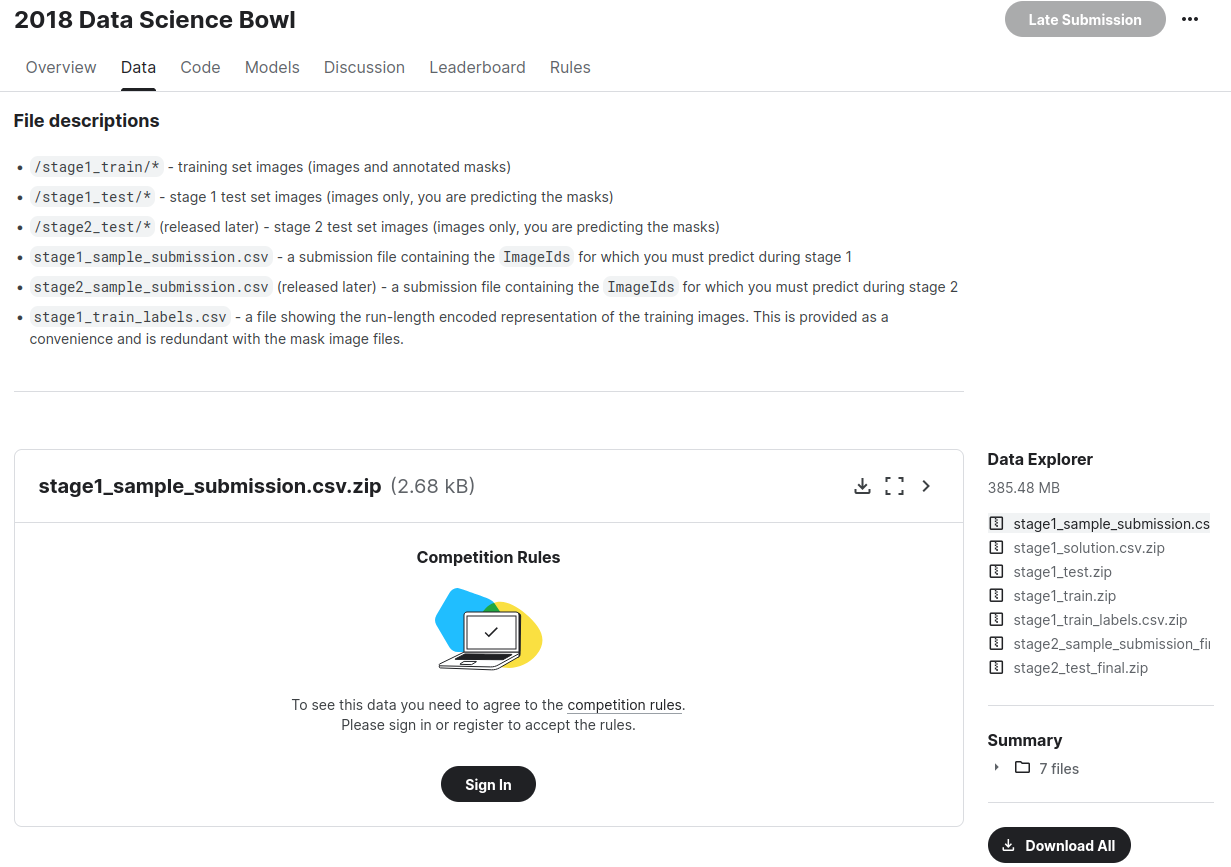 2018 Data Science Bowl
Late Submission
Overview Data Code Models Discussion Leaderboard Rules
File descriptions
• /stage1_train/* - training set images (images and annotated masks)
• /stage1_test/* - stage 1 test set images (images only, you are predicting the masks)
• /stage2_test/* (released later) - stage 2 test set images (images only, you are predicting the masks)
• stage1_sample_submission.csv - a submission file containing the ImageIds for which you must predict during stage 1
• stage2_sample_submission.csv (released later) - a submission file containing the ImageIds for which you must predict during stage 2
• stage1_train_labels.csv - a file showing the run-length encoded representation of the training images. This is provided as a
convenience and is redundant with the mask image files.
stage1_sample_submission.csv.zip (2.68 kB)
Competition Rules
To see this data you need to agree to the competition rules.
Please sign in or register to accept the rules.
Sign In
Data Explorer
385.48 MB
stage1_sample_submission.cs
stage1_solution.csv.zip
stage1_test.zip
stage1_train.zip
stage1_train_labels.csv.zip
stage2_sample_submission_fi
stage2_test_final.zip
Summary
7 files
Download All